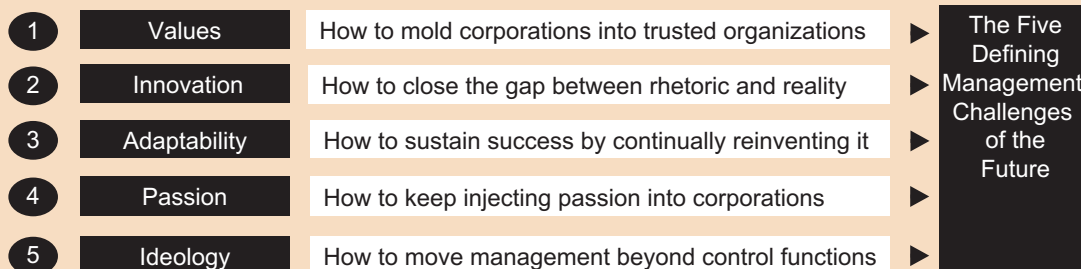 1 Values How to mold corporations into trusted organizations
2 Innovation How to close the gap between rhetoric and reality
3 Adaptability How to sustain success by continually reinventing it
4 Passion How to keep injecting passion into corporations
5 Ideology How to move management beyond control functions
The Five
Defining
Management
Challenges
of the
Future